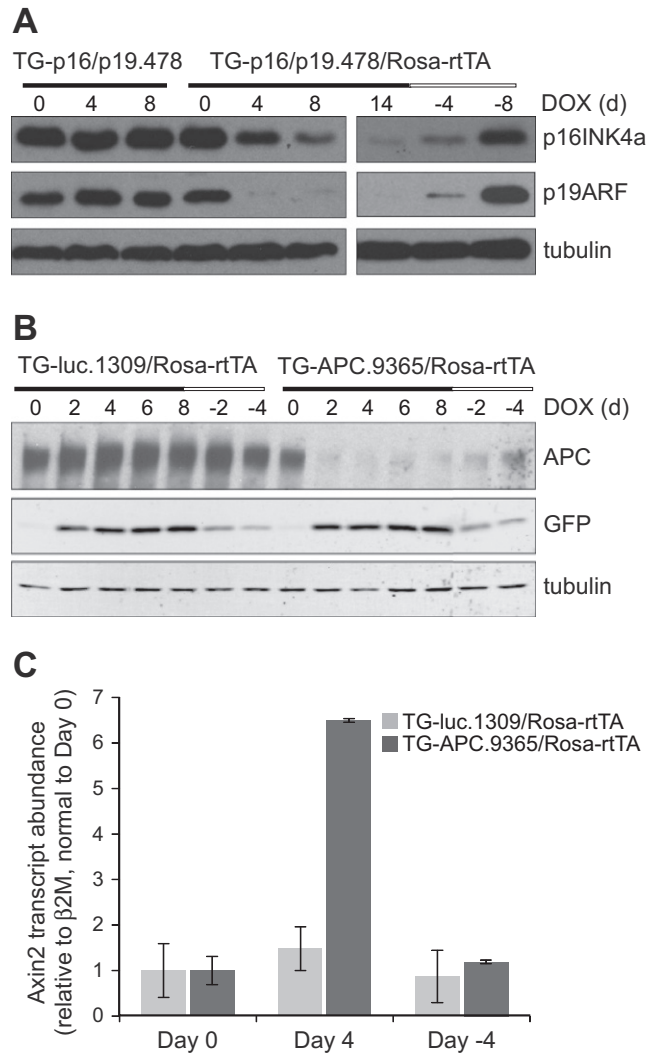 A
TG-p16/p19.478 TG-p16/p19.478/Rosa-rtTA
0 4 8 0 4 8 14 -4 -8 DOX (d)
p16INK4a
p19ARF
tubulin
B
TG-luc.1309/Rosa-rtTA TG-APC.9365/Rosa-rtTA
0 2 4 6 8 -2 -4 0 2 4 6 8 -2 -4 DOX (d)
APC
GFP
tubulin
C
Axin2 transcript abundance
(relative to β2M, normal to Day 0)
7
6
5
4
3
2
1
0
TG-luc.1309/Rosa-rtTA
TG-APC.9365/Rosa-rtTA
Day 0 Day 4 Day -4